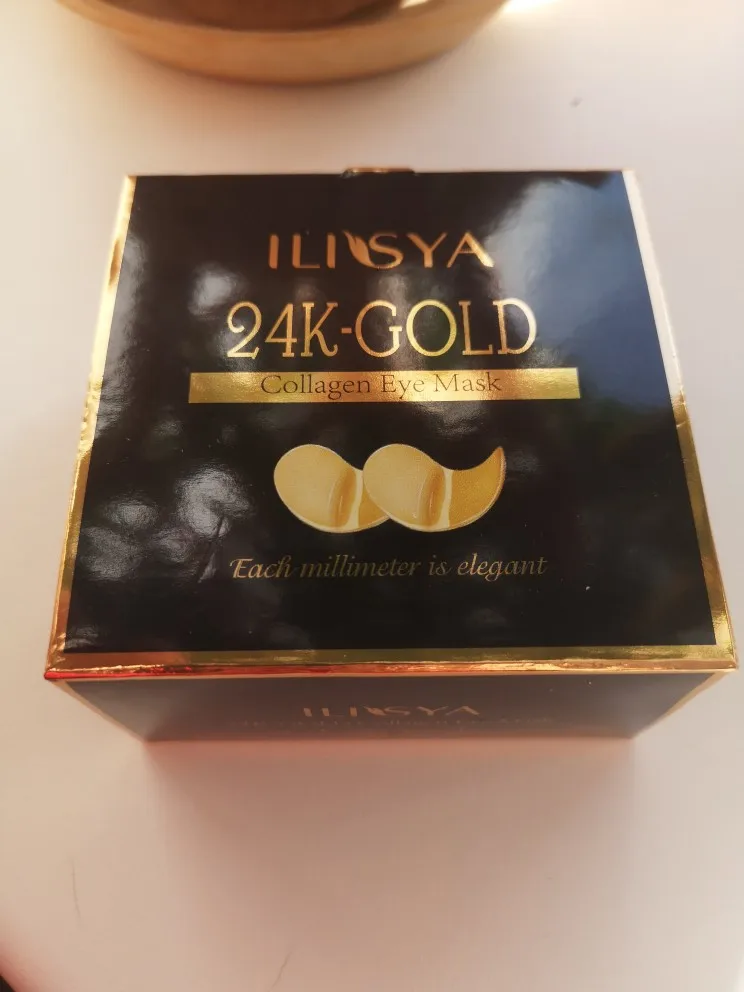 ILISYA
24K-GOLD
Collagen Eye Mask
Each millimeter is elegant
ILISYA